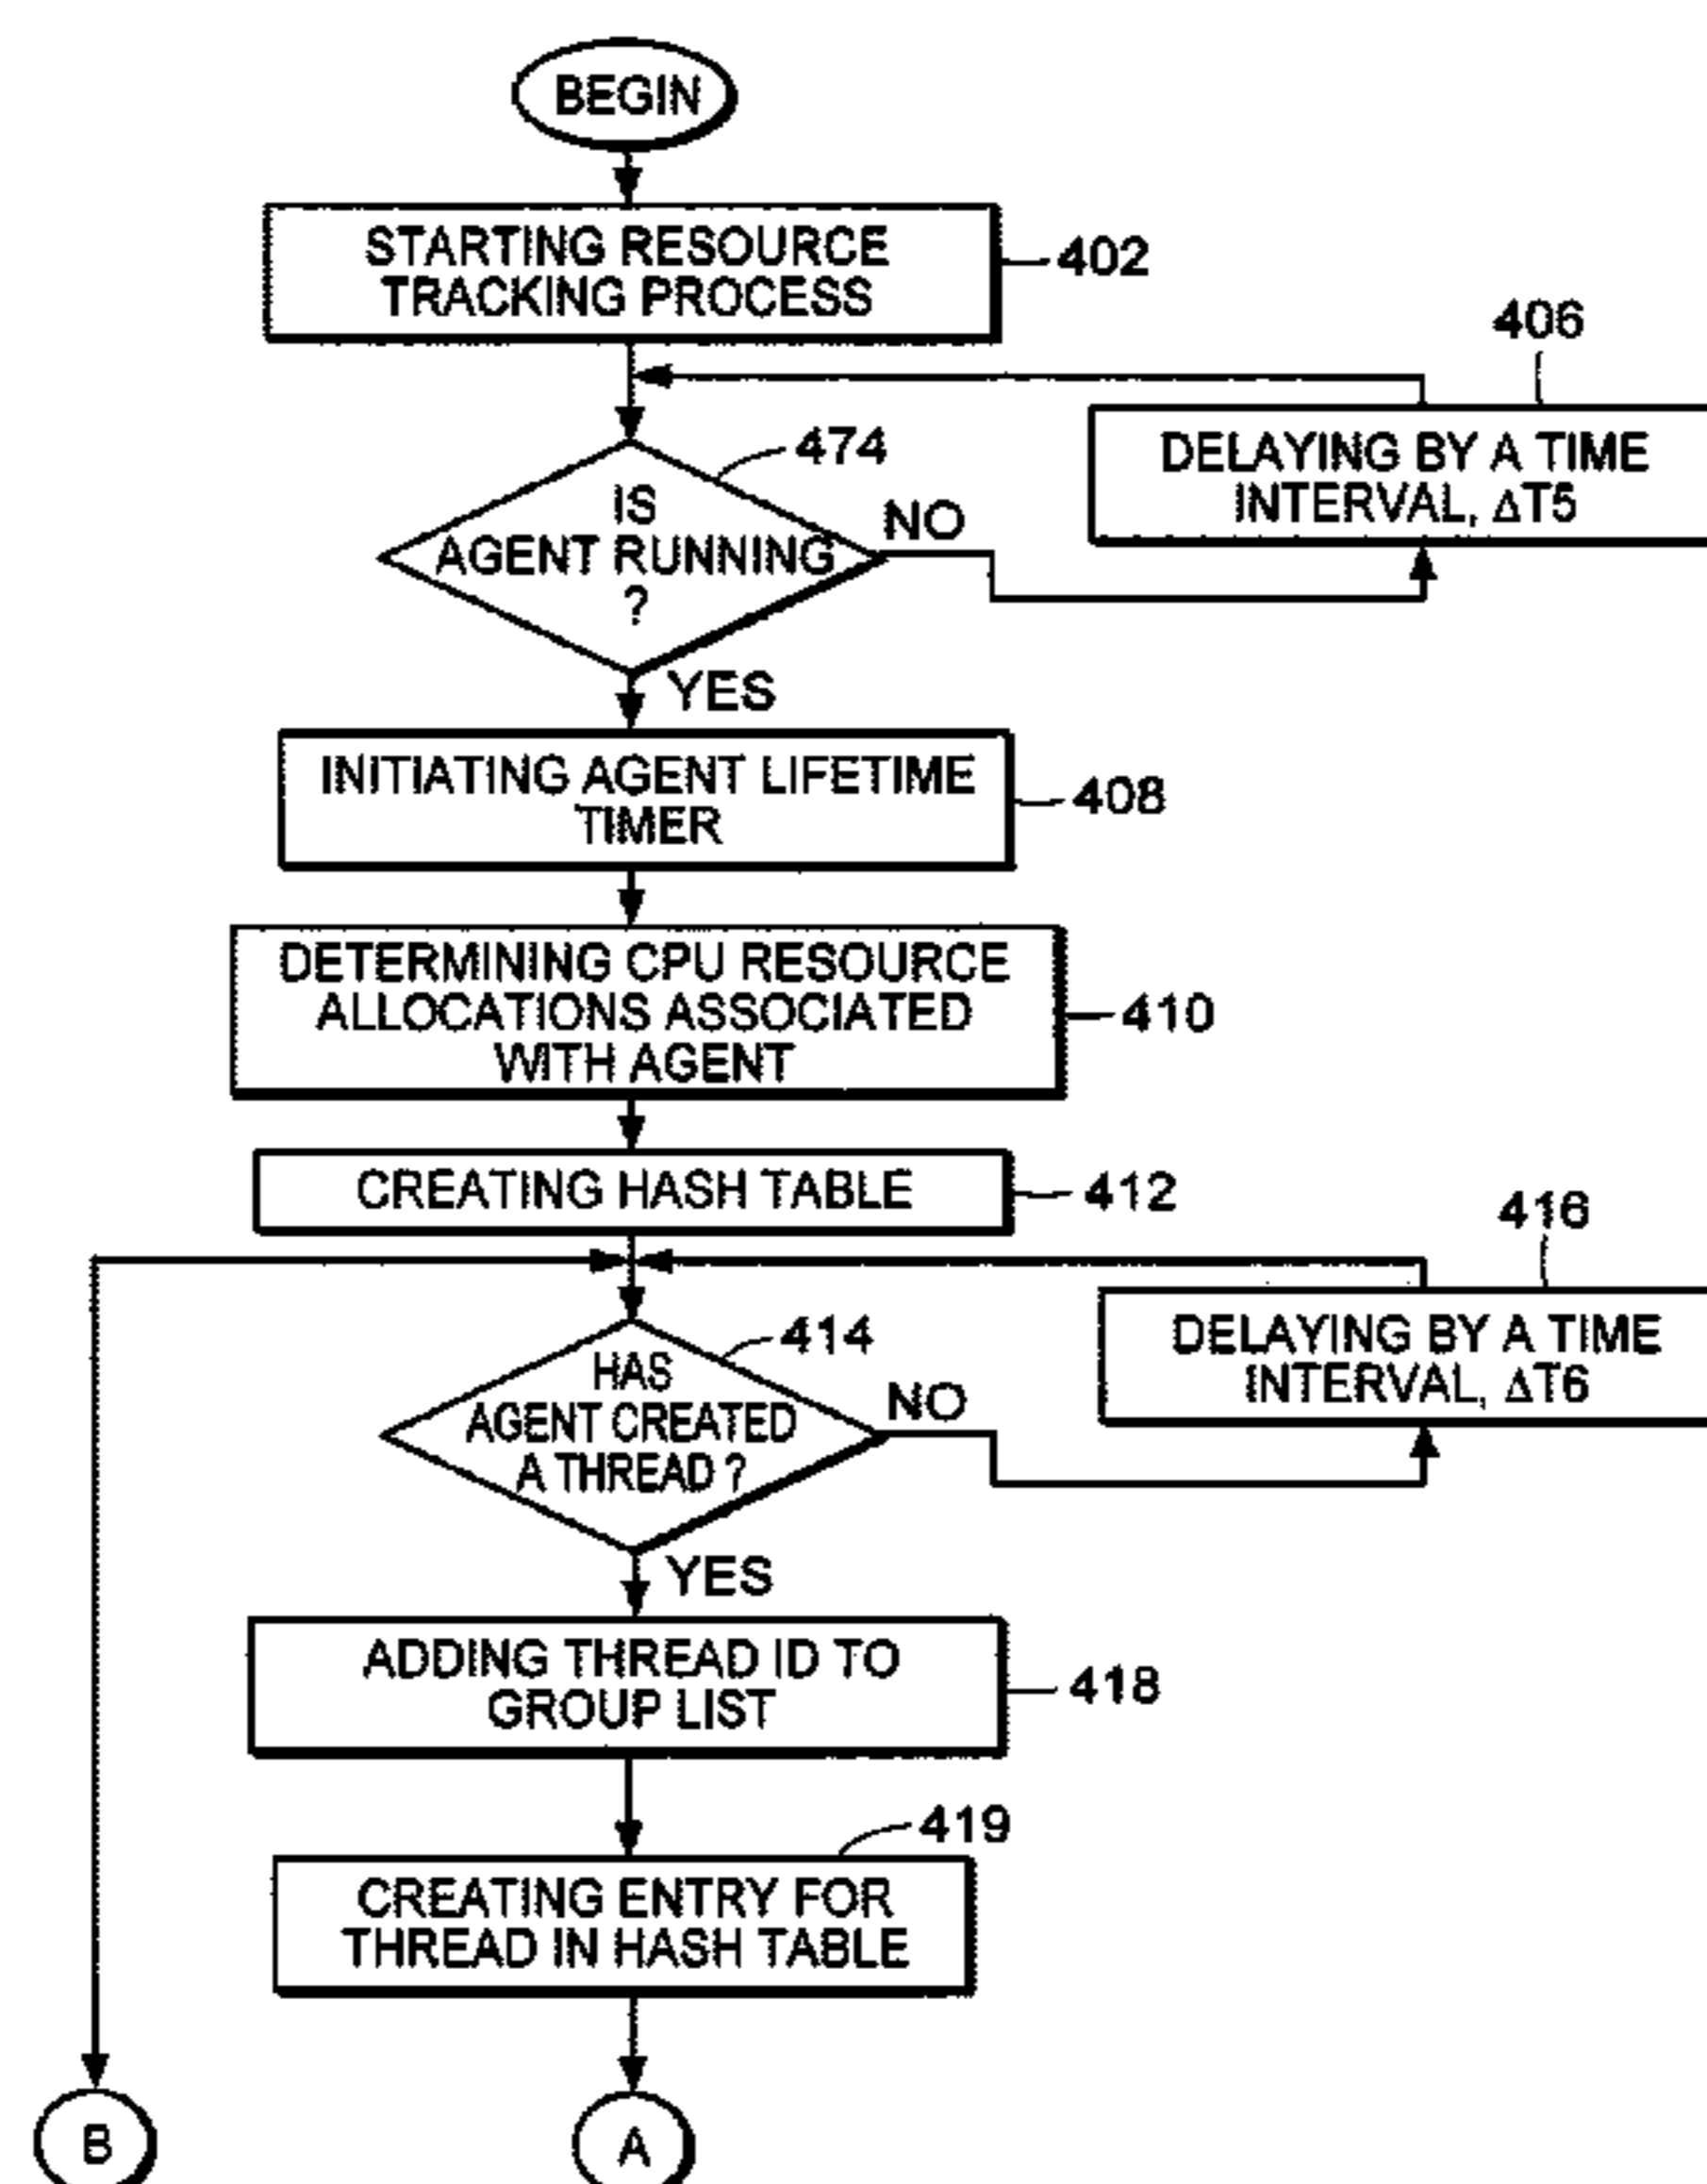 BEGIN
STARTING RESOURCE
TRACKING PROCESS
402
406
DELAYING BY A TIME
INTERVAL, ΔT5
474
IS
AGENT RUNNING
?
NO
YES
INITIATING AGENT LIFETIME
TIMER
408
DETERMINING CPU RESOURCE
ALLOCATIONS ASSOCIATED
WITH AGENT
410
CREATING HASH TABLE
412
416
DELAYING BY A TIME
INTERVAL, ΔT6
414
HAS
AGENT CREATED
A THREAD ?
NO
YES
ADDING THREAD ID TO
GROUP LIST
418
419
CREATING ENTRY FOR
THREAD IN HASH TABLE
B
A